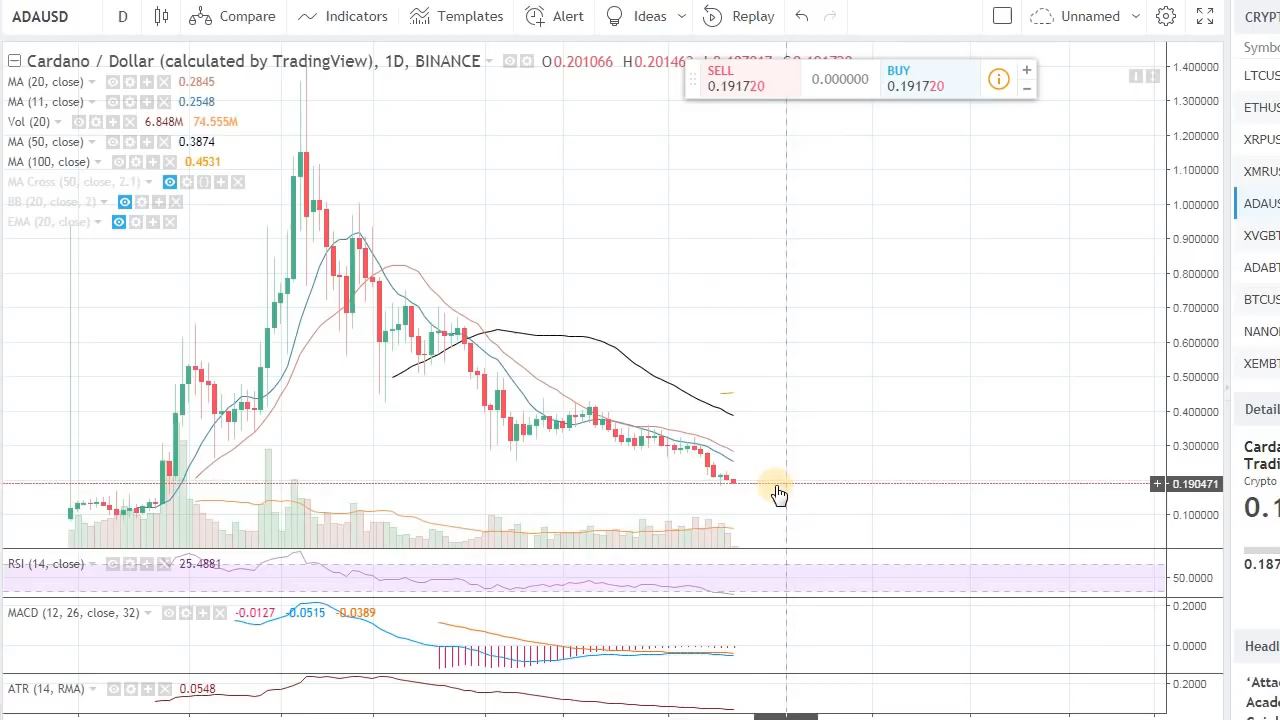 ADAUSD D Compare Indicators Templates Alert Ideas Replay Unnamed CRYPT
Cardano / Dollar (calculated by TradingView), 1D, BINANCE O0.201066 H0.201463
SELL 0.191720
0.000000
BUY 0.191720
MA (20, close) 0.2845
MA (11, close) 0.2548
Vol (20) 6.848M 74.555M
MA (50, close) 0.3874
MA (100, close) 0.4531
MA Cross (50, close, 2.1)
BB (20, close, 2)
EMA (20, close)
1.400000
1.300000
1.200000
1.100000
1.000000
0.900000
0.800000
0.700000
0.600000
0.500000
0.400000
0.300000
0.190471
0.100000
RSI (14, close) 25.4881
50.0000
MACD (12, 26, close, 32) -0.0127 -0.0515 -0.0389
0.2000
0.0000
ATR (14, RMA) 0.0548
0.2000
Symbo
LTCUS
ETHUS
XRPUS
XMRUS
ADAUS
XVGBT
ADABT
BTCUS
NANO
XEMBT
Detail
Carda
Tradi
Crypto
0.1
0.187
Headl
'Attac
Acade